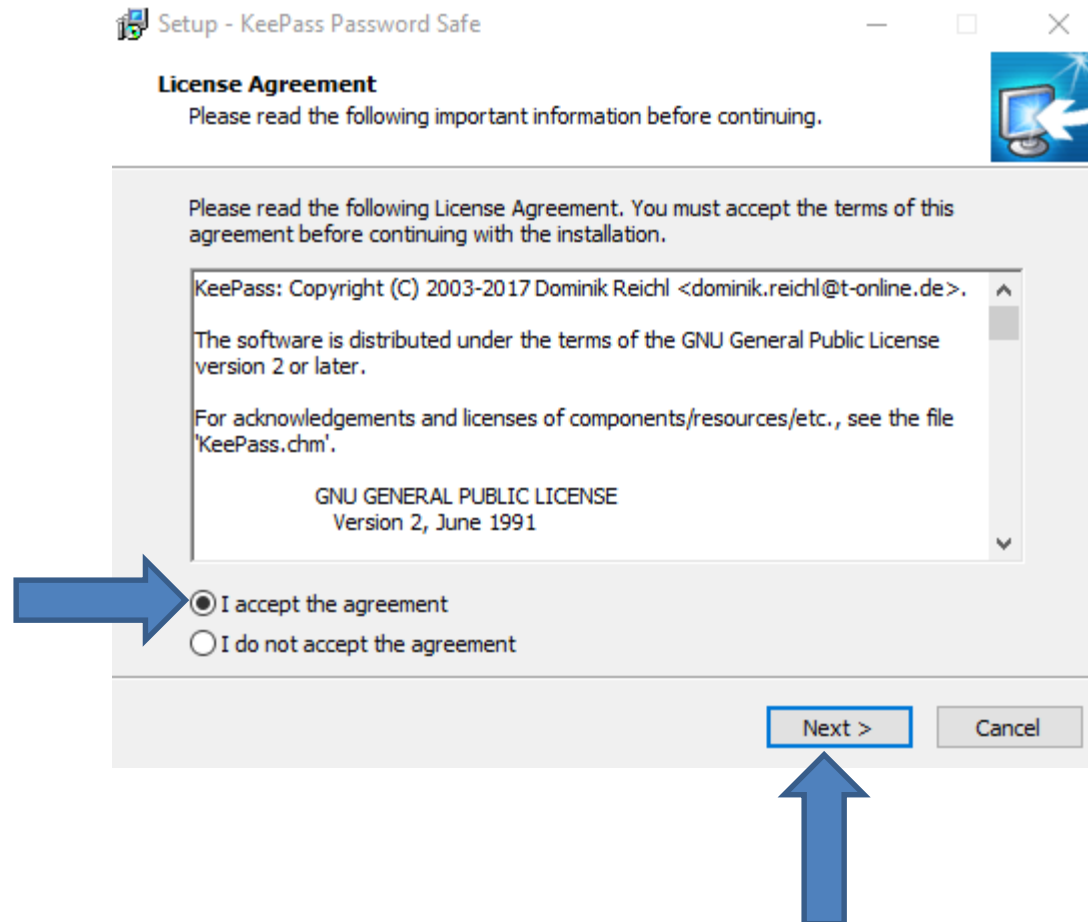 Setup - KeePass Password Safe
License Agreement
Please read the following important information before continuing.
Please read the following License Agreement. You must accept the terms of this
agreement before continuing with the installation.
KeePass: Copyright (C) 2003-2017 Dominik Reichl <dominik.reichl@t-online.de>.
The software is distributed under the terms of the GNU General Public License
version 2 or later.
For acknowledgements and licenses of components/resources/etc., see the file
'KeePass.chm'.
GNU GENERAL PUBLIC LICENSE
Version 2, June 1991
I accept the agreement
I do not accept the agreement
Next >
Cancel